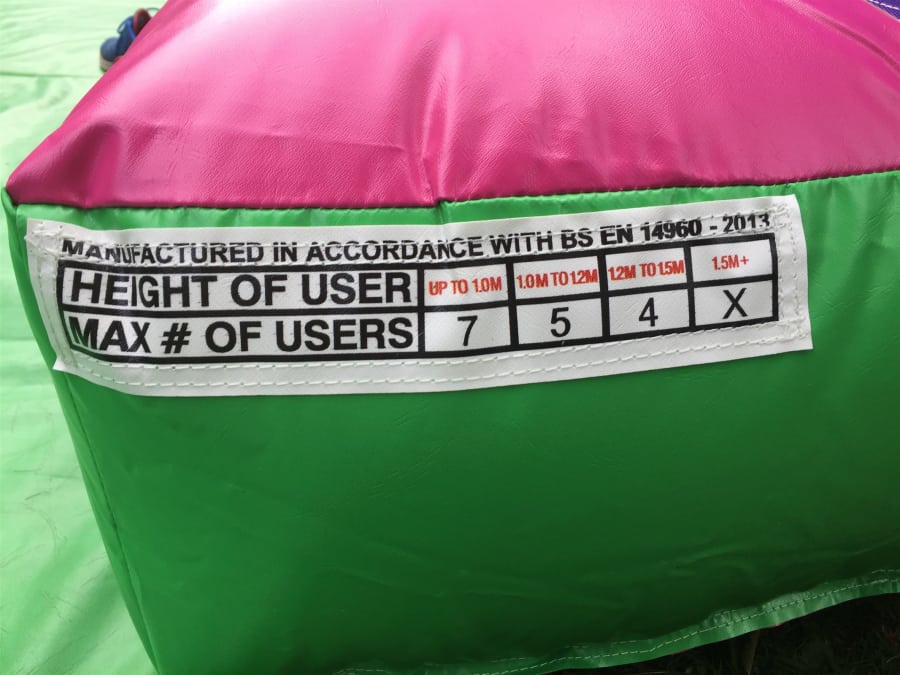 MANUFACTURED IN ACCORDANCE WITH BS EN 14960 - 2013
HEIGHT OF USER UP TO 1.0M 1.0M TO 1.2M 1.2M TO 1.5M 1.5M+
MAX # OF USERS 7 5 4 X